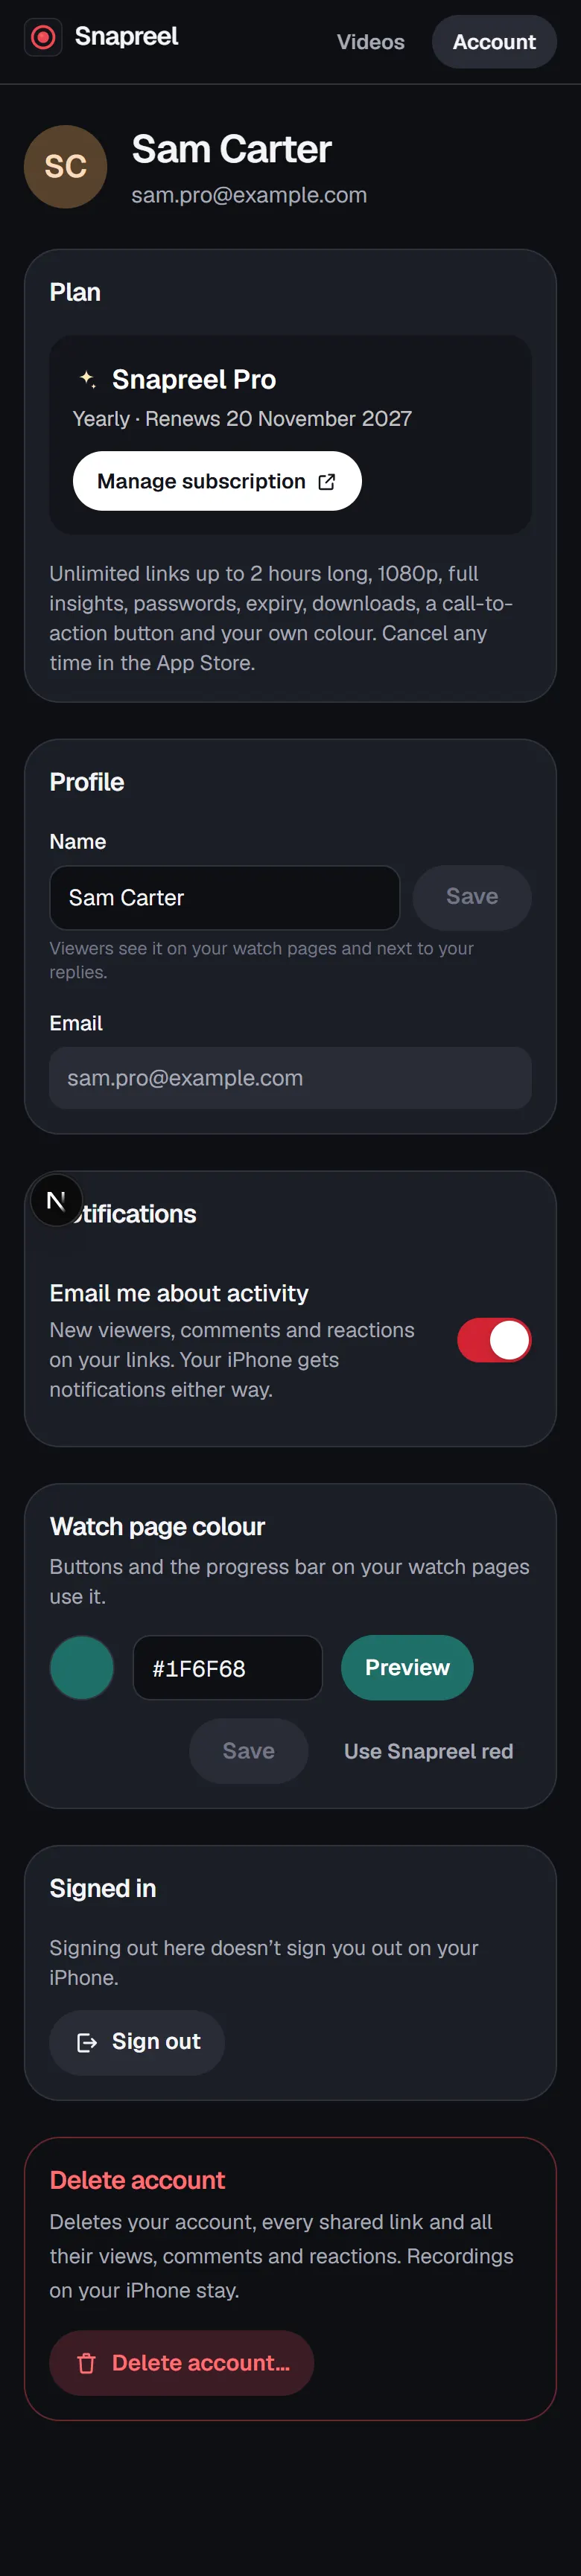 Snapreel
Videos
Account
SC
Sam Carter
sam.pro@example.com
Plan
Snapreel Pro
Yearly · Renews 20 November 2027
Manage subscription
Unlimited links up to 2 hours long, 1080p, full
insights, passwords, expiry, downloads, a call-to-
action button and your own colour. Cancel any
time in the App Store.
Profile
Name
Sam Carter
Save
Viewers see it on your watch pages and next to your
replies.
Email
sam.pro@example.com
N
tifications
Email me about activity
New viewers, comments and reactions
on your links. Your iPhone gets
notifications either way.
Watch page colour
Buttons and the progress bar on your watch pages
use it.
#1F6F68
Preview
Save
Use Snapreel red
Signed in
Signing out here doesn’t sign you out on your
iPhone.
Sign out
Delete account
Deletes your account, every shared link and all
their views, comments and reactions. Recordings
on your iPhone stay.
Delete account…